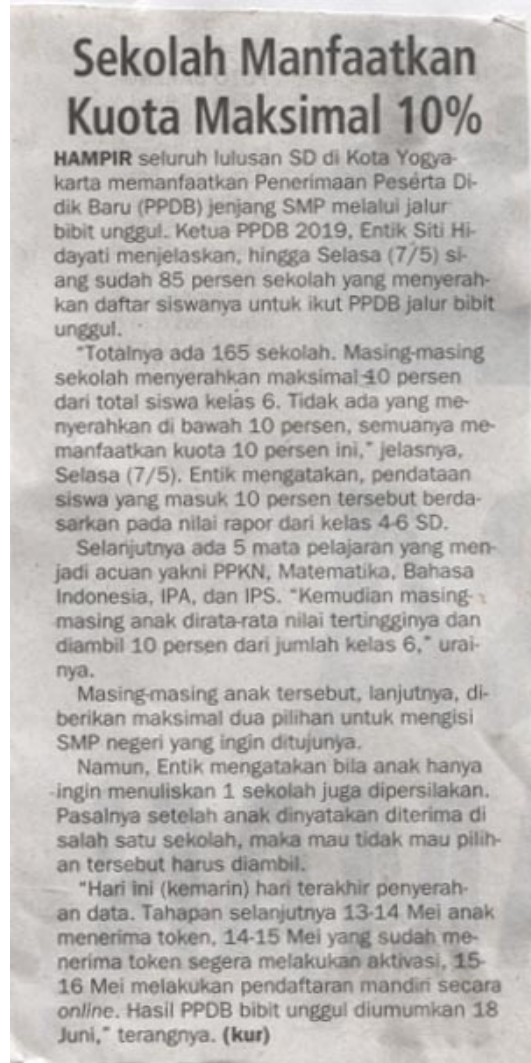 Sekolah Manfaatkan
Kuota Maksimal 10%
HAMPIR seluruh lulusan SD di Kota Yogya-
karta memanfaatkan Penerimaan Peserta Di-
dik Baru (PPDB) jenjang SMP melalui jalur
bibit unggul. Ketua PPDB 2019, Entik Siti Hi-
dayati menjelaskan, hingga Selasa (7/5) si-
ang sudah 85 persen sekolah yang menyerah-
kan daftar siswanya untuk ikut PPDB jalur bibit
unggul.
"Totalnya ada 165 sekolah. Masing-masing
sekolah menyerahkan maksimal 10 persen
dari total siswa kelas 6. Tidak ada yang me-
nyerahkan di bawah 10 persen, semuanya me-
manfaatkan kuota 10 persen ini," jelasnya,
Selasa (7/5). Entik mengatakan, pendataan
siswa yang masuk 10 persen tersebut berda-
sarkan pada nilai rapor dari kelas 4-6 SD.
Selanjutnya ada 5 mata pelajaran yang men-
jadi acuan yakni PPKN, Matematika, Bahasa
Indonesia, IPA, dan IPS. "Kemudian masing-
masing anak dirata-rata nilai tertingginya dan
diambil 10 persen dari jumlah kelas 6," urai-
nya.
Masing-masing anak tersebut, lanjutnya, di-
berikan maksimal dua pilihan untuk mengisi
SMP negeri yang ingin ditujunya.
Namun, Entik mengatakan bila anak hanya
ingin menuliskan 1 sekolah juga dipersilakan.
Pasalnya setelah anak dinyatakan diterima di
salah satu sekolah, maka mau tidak mau pilih-
an tersebut harus diambil.
"Hari ini (kemarin) hari terakhir penyerah-
an data. Tahapan selanjutnya 13-14 Mei anak
menerima token, 14-15 Mei yang sudah me-
nerima token segera melakukan aktivasi, 15-
16 Mei melakukan pendaftaran mandiri secara
online. Hasil PPDB bibit unggul diumumkan 18
Juni," terangnya. (kur)